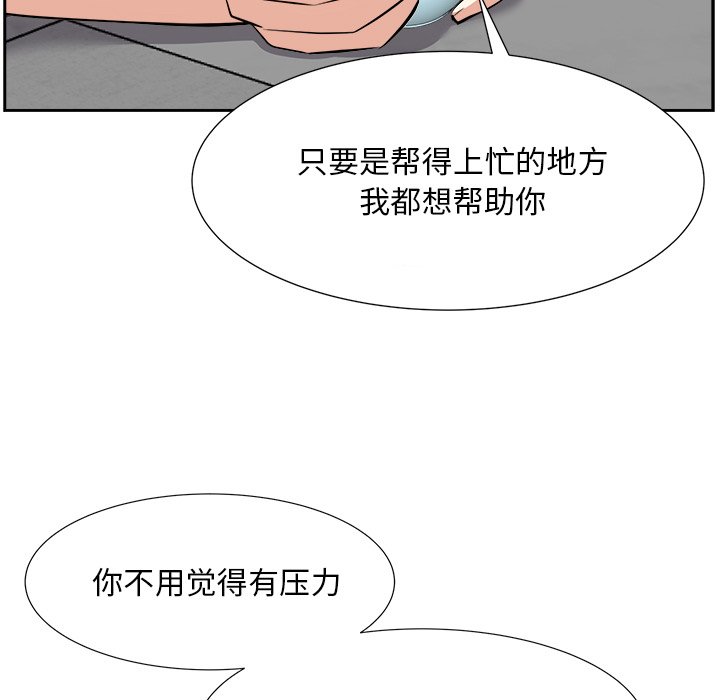 只要是帮得上忙的地方
我都想帮助你
你不用觉得有压力